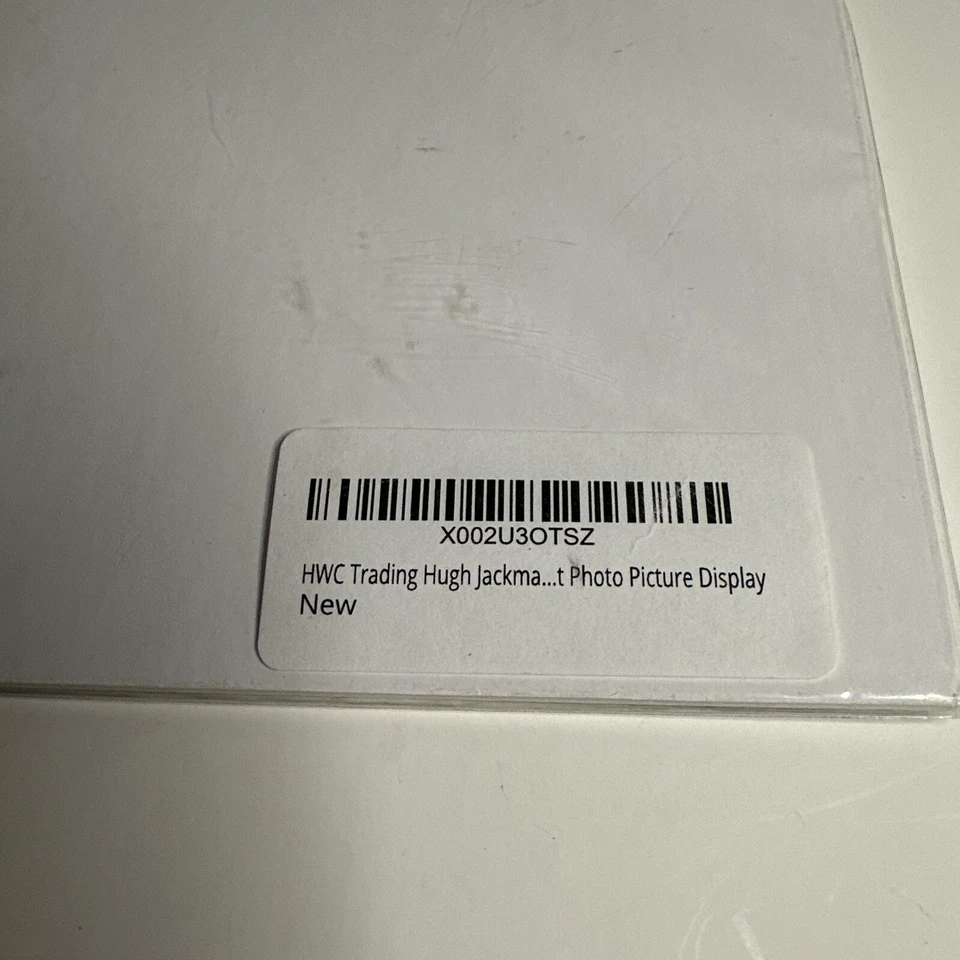 X002U3OTSZ
HWC Trading Hugh Jackma...t Photo Picture Display
New